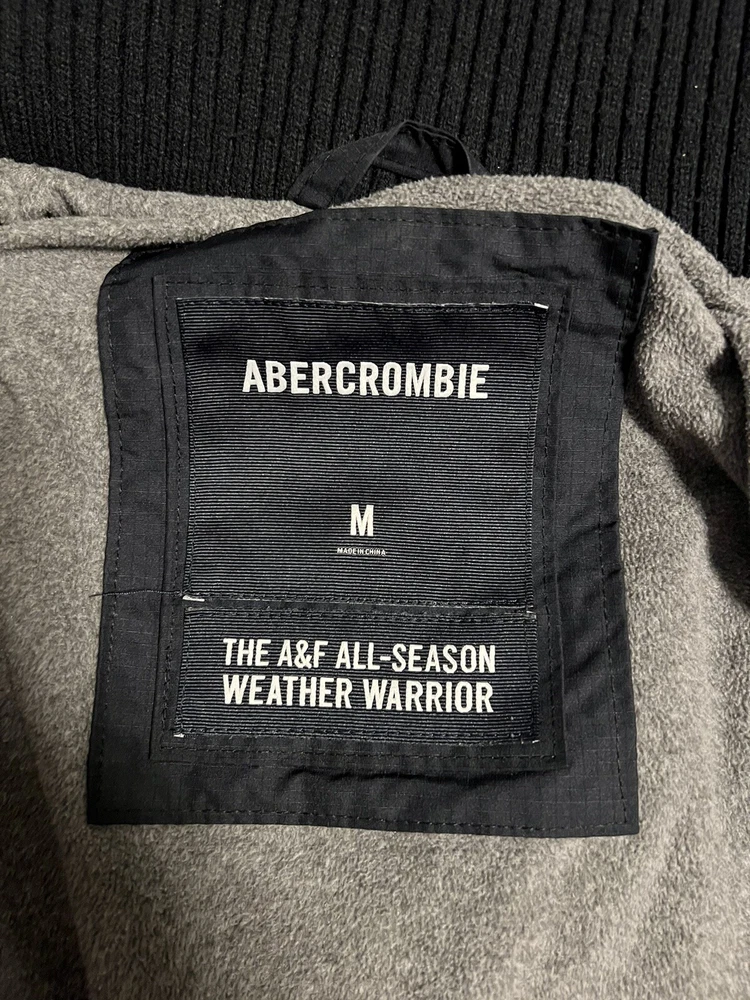 ABERCROMBIE
M
MADE IN CHINA
THE A&F ALL-SEASON
WEATHER WARRIOR